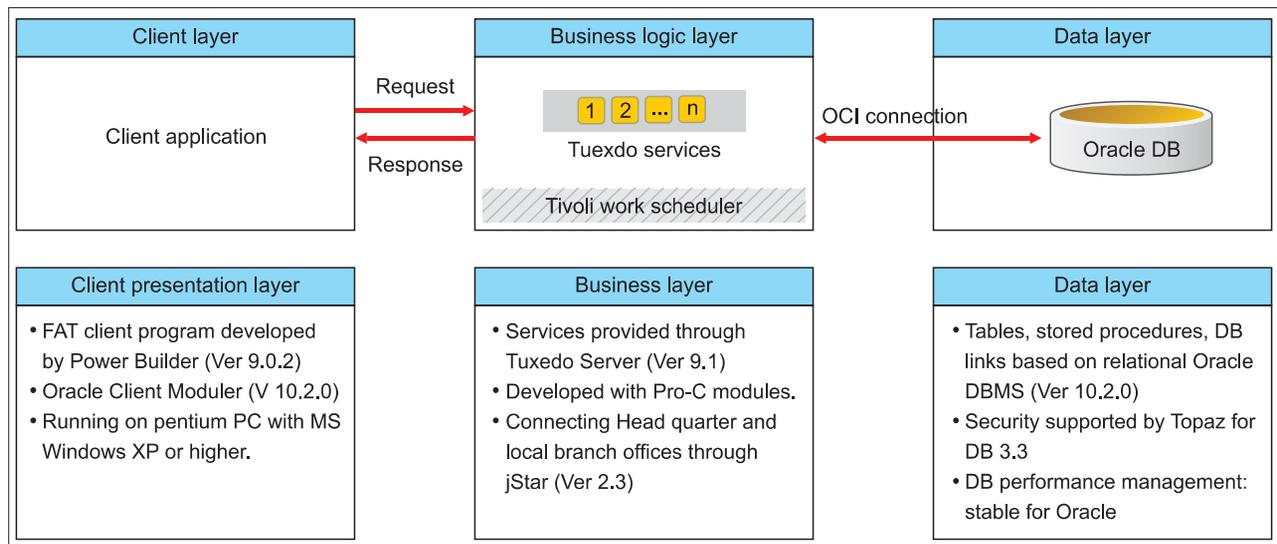 Client layer
Client application
Request
Response
Business logic layer
1 2 ... n
Tuexdo services
Tivoli work scheduler
OCI connection
Data layer
Oracle DB
Client presentation layer
• FAT client program developed
by Power Builder (Ver 9.0.2)
• Oracle Client Moduler (V 10.2.0)
• Running on pentium PC with MS
Windows XP or higher.
Business layer
• Services provided through
Tuxedo Server (Ver 9.1)
• Developed with Pro-C modules.
• Connecting Head quarter and
local branch offices through
jStar (Ver 2.3)
Data layer
• Tables, stored procedures, DB
links based on relational Oracle
DBMS (Ver 10.2.0)
• Security supported by Topaz for
DB 3.3
• DB performance management:
stable for Oracle